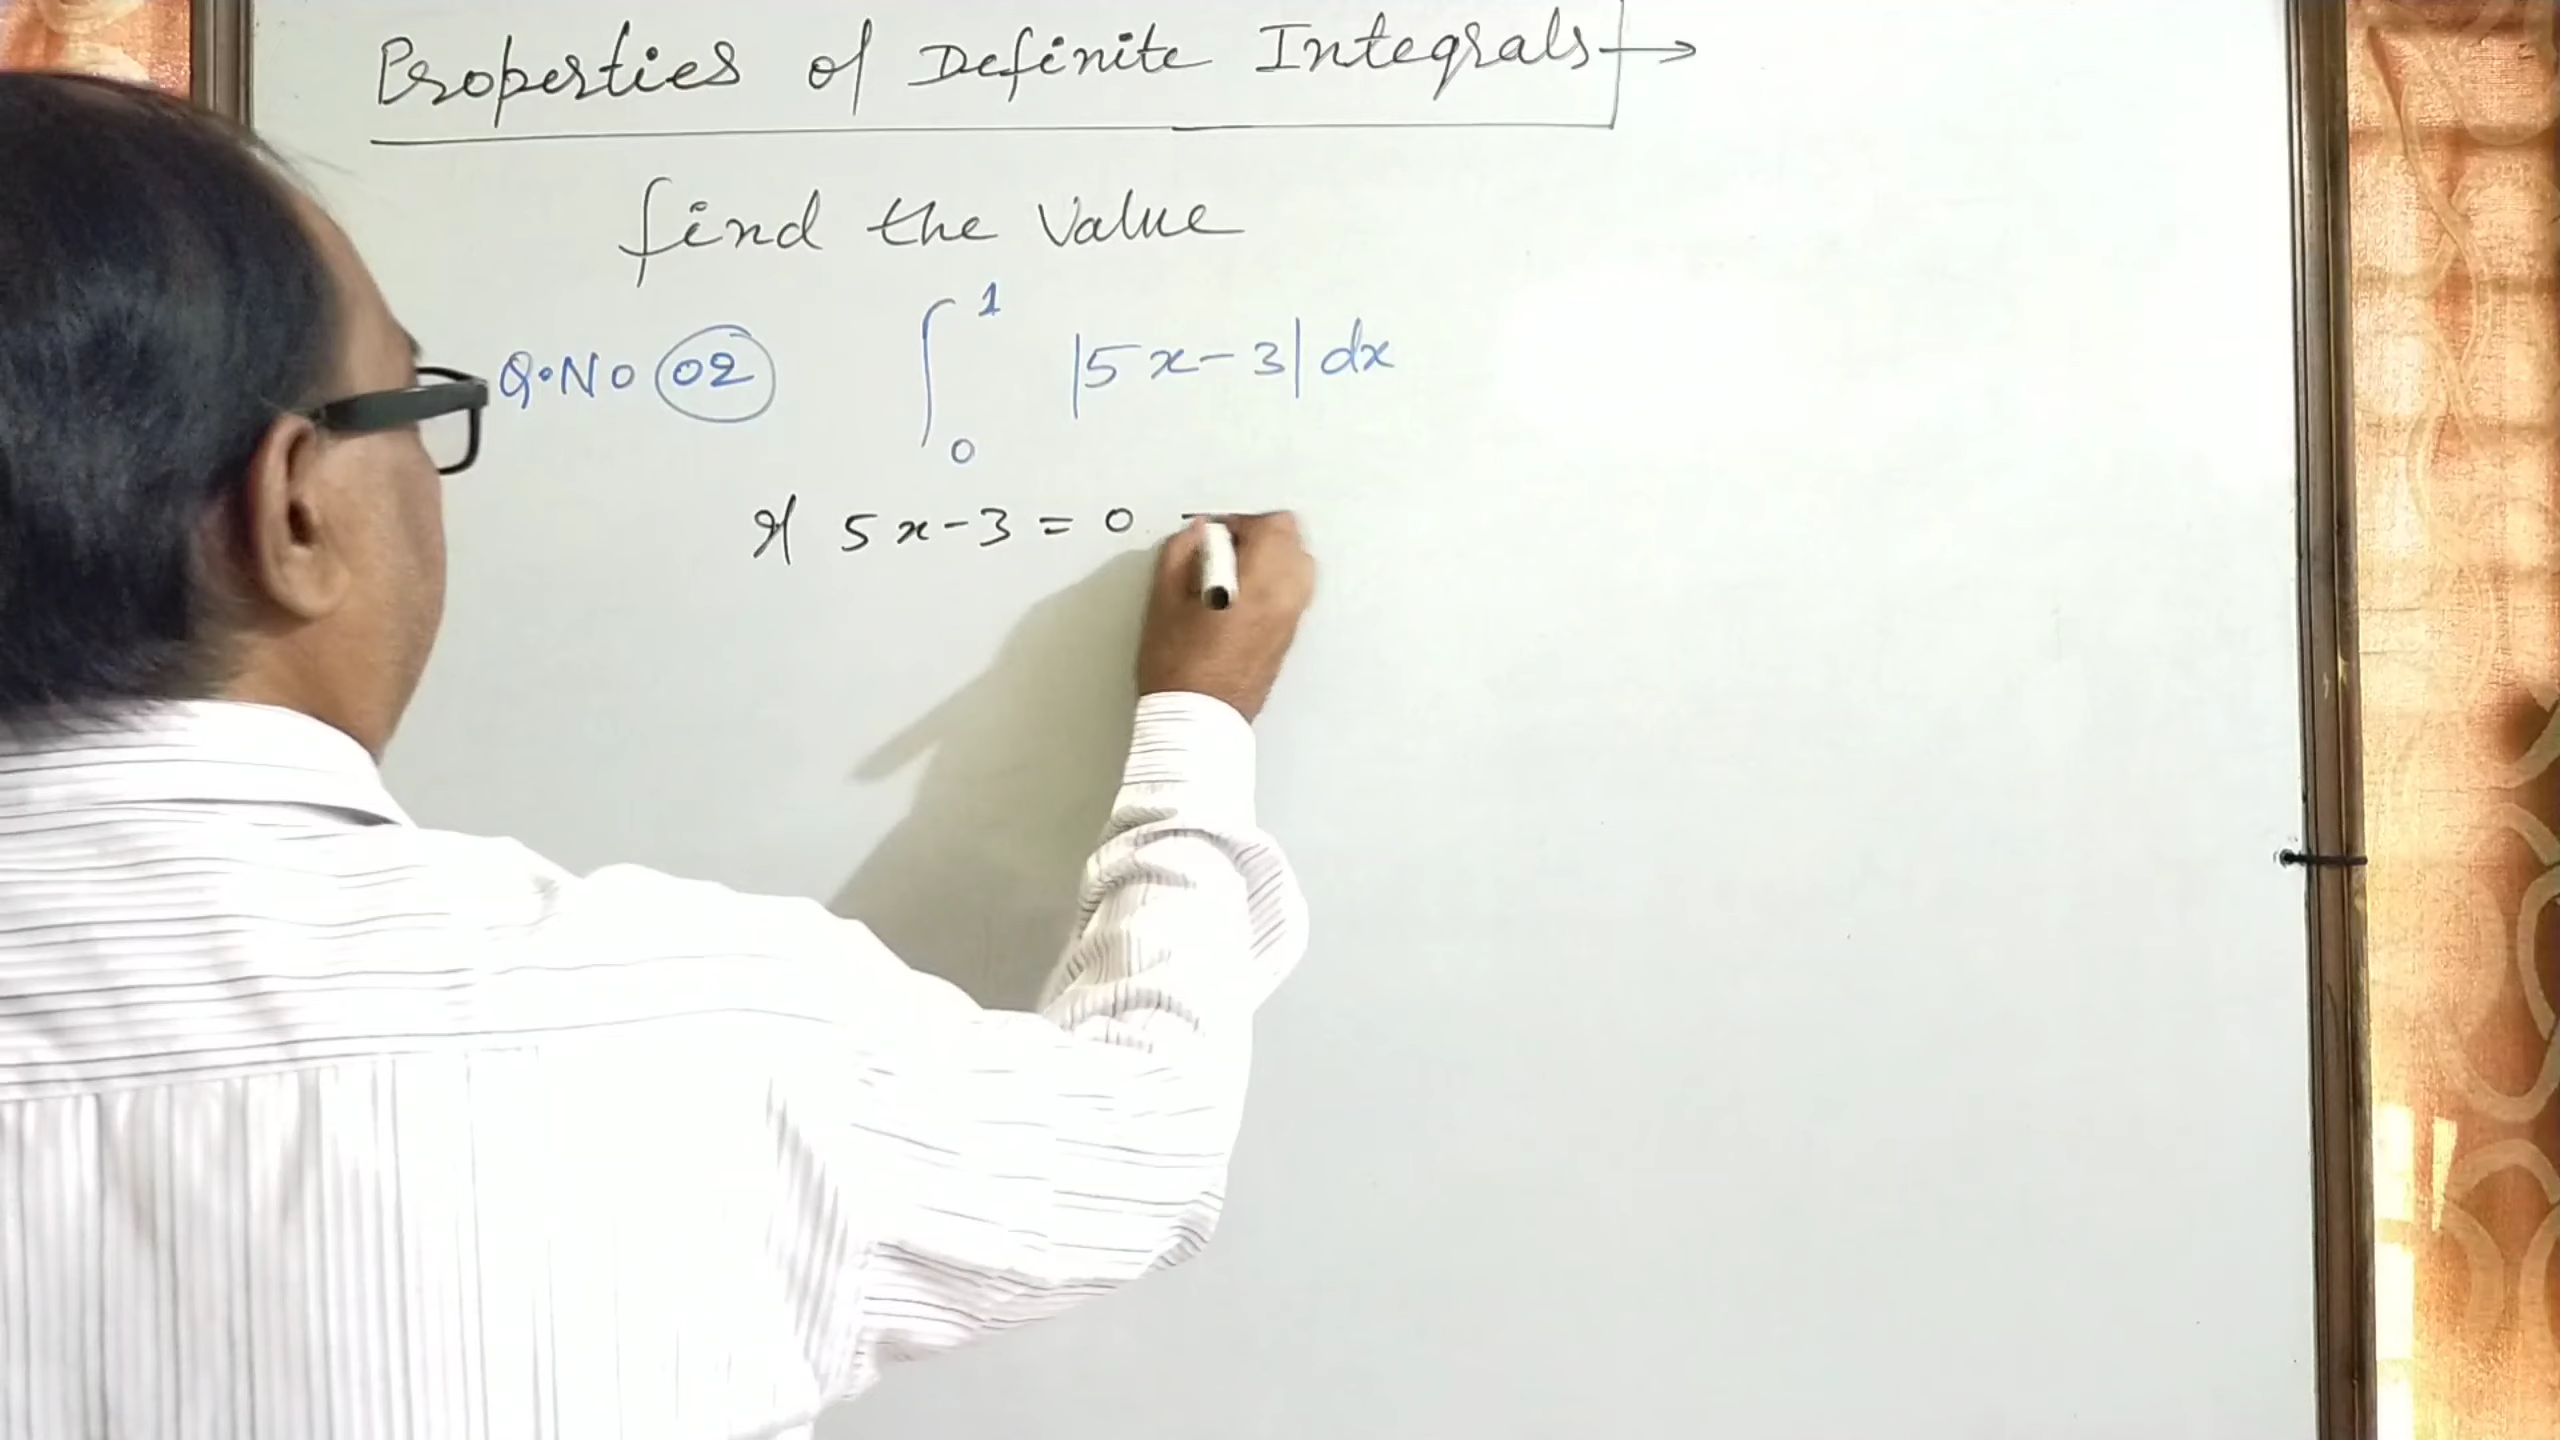 Properties of Definite Integrals →
find the value
Q.No 02 ∫₀¹ |5x-3| dx
If 5x-3 = 0